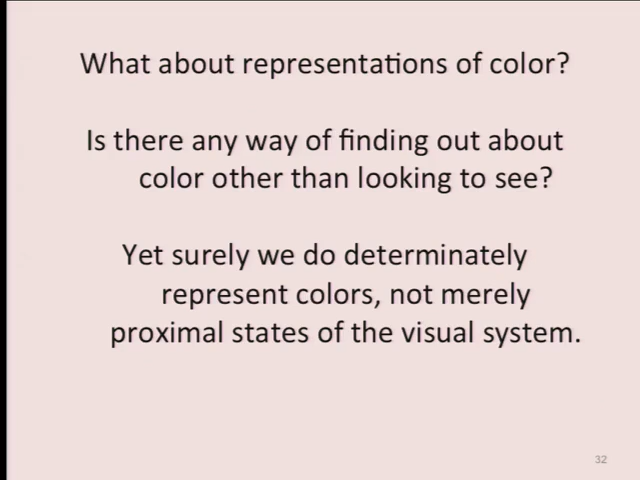 What about representations of color?
Is there any way of finding out about
color other than looking to see?
Yet surely we do determinately
represent colors, not merely
proximal states of the visual system.
32